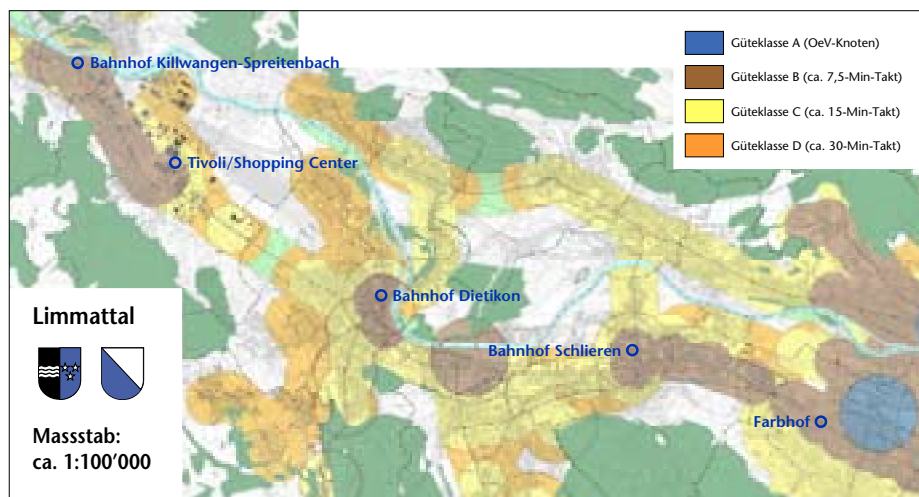 Bahnhof Killwangen-Spreitenbach
Tivoli/Shopping Center
Güteklasse A (OeV-Knoten)
Güteklasse B (ca. 7,5-Min-Takt)
Güteklasse C (ca. 15-Min-Takt)
Güteklasse D (ca. 30-Min-Takt)
Bahnhof Dietikon
Bahnhof Schlieren
Farbhof
Limmattal
Massstab:
ca. 1:100’000